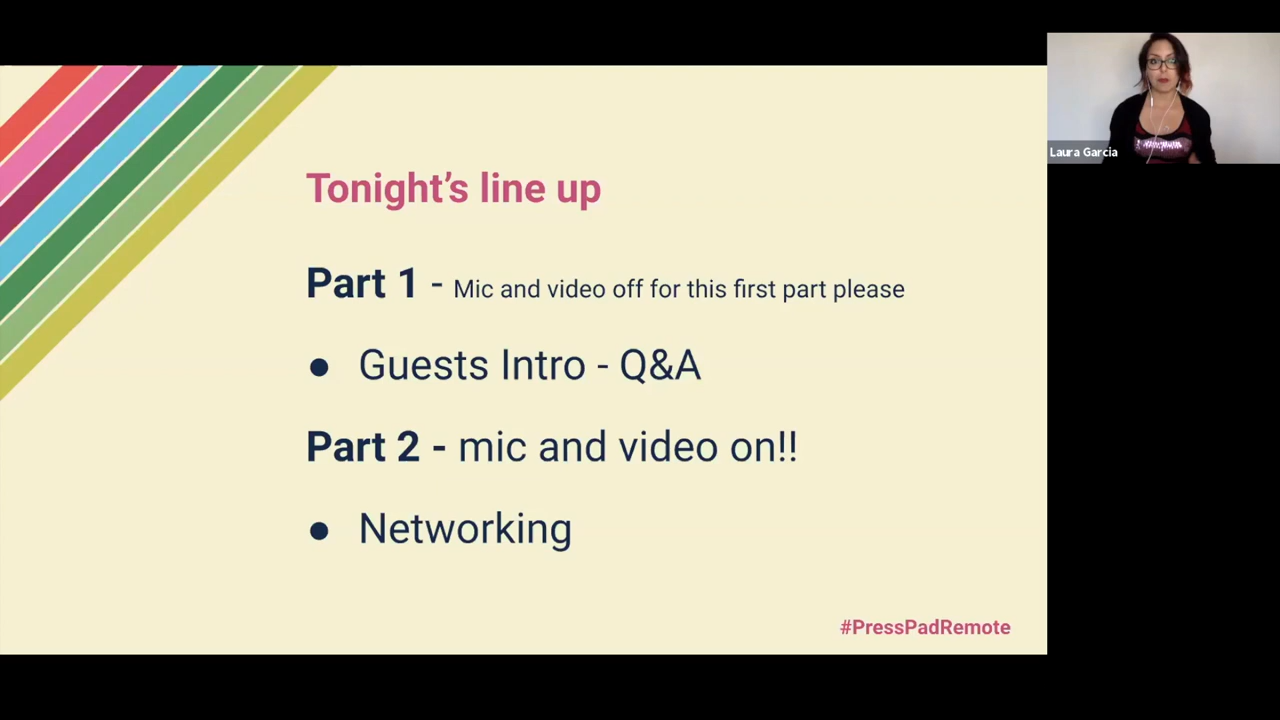 Tonight’s line up
Part 1 - Mic and video off for this first part please
● Guests Intro - Q&A
Part 2 - mic and video on!!
● Networking
#PressPadRemote
Laura Garcia